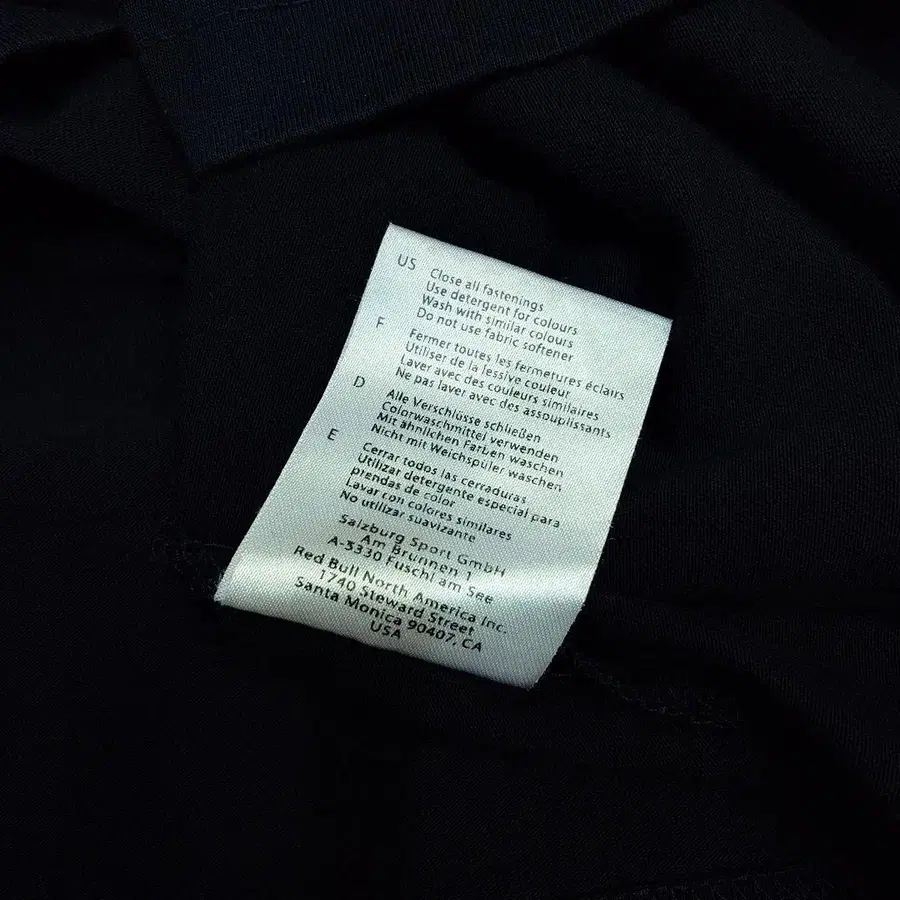 US Close all fastenings
Use detergent for colours
Wash with similar colours
Do not use fabric softener
F Fermer toutes les fermetures éclairs
Utiliser de la lessive couleur
Laver avec des couleurs similaires
Ne pas laver avec des assouplissants
D Alle Verschlüsse schließen
Colorwaschmittel verwenden
Mit ähnlichen Farben waschen
Nicht mit Weichspüler waschen
E Cerrar todos las cerraduras
Utilizar detergente especial para
prendas de color
Lavar con colores similares
No utilizar suavizante
Salzburg Sport GmbH
Am Brunnen 1
A-5330 Fuschl am See
Red Bull North America Inc.
1740 Steward Street
Santa Monica 90407, CA
USA